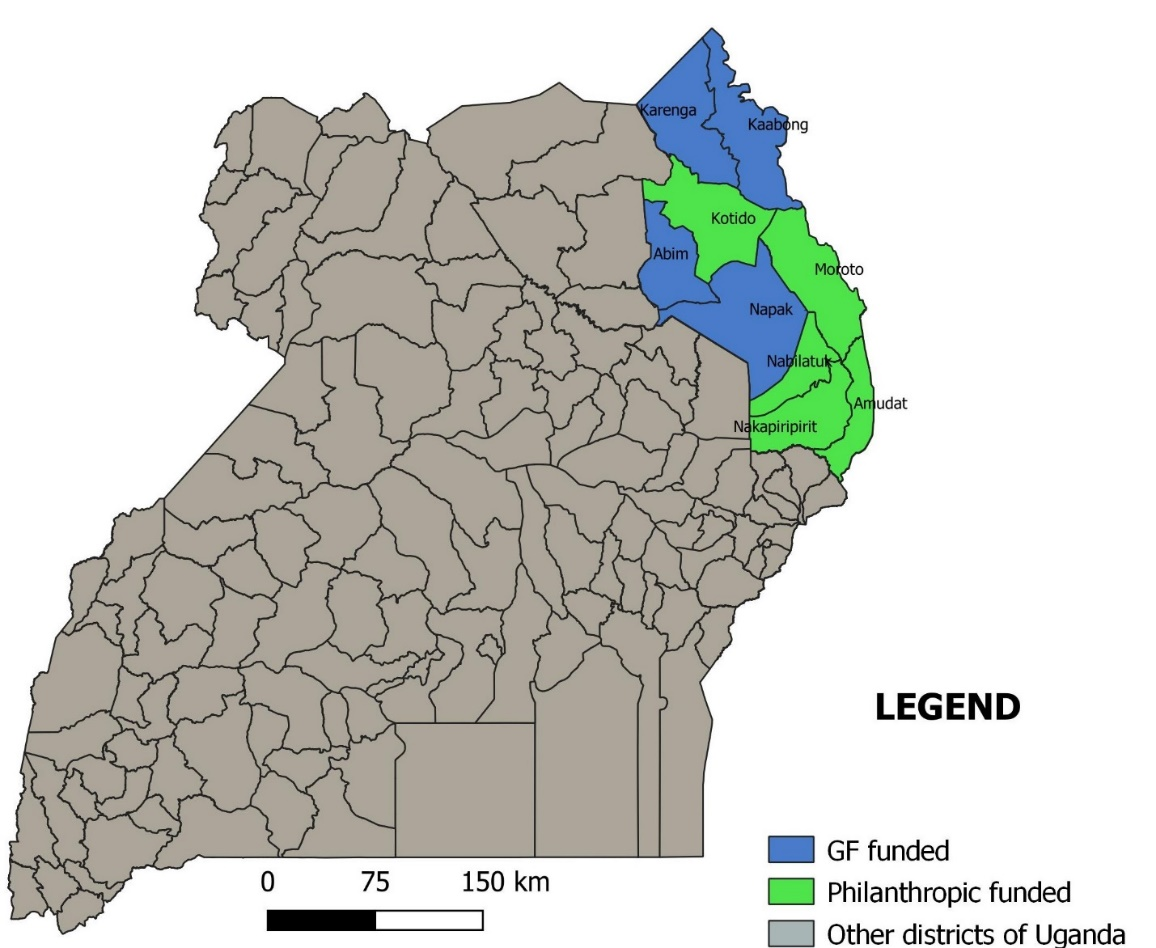 Karenga
Kaabong
Kotido
Abim
Moroto
Napak
Nabilatuk
Amudat
Nakapiripirit
LEGEND
GF funded
Philanthropic funded
Other districts of Uganda
0 75 150 km